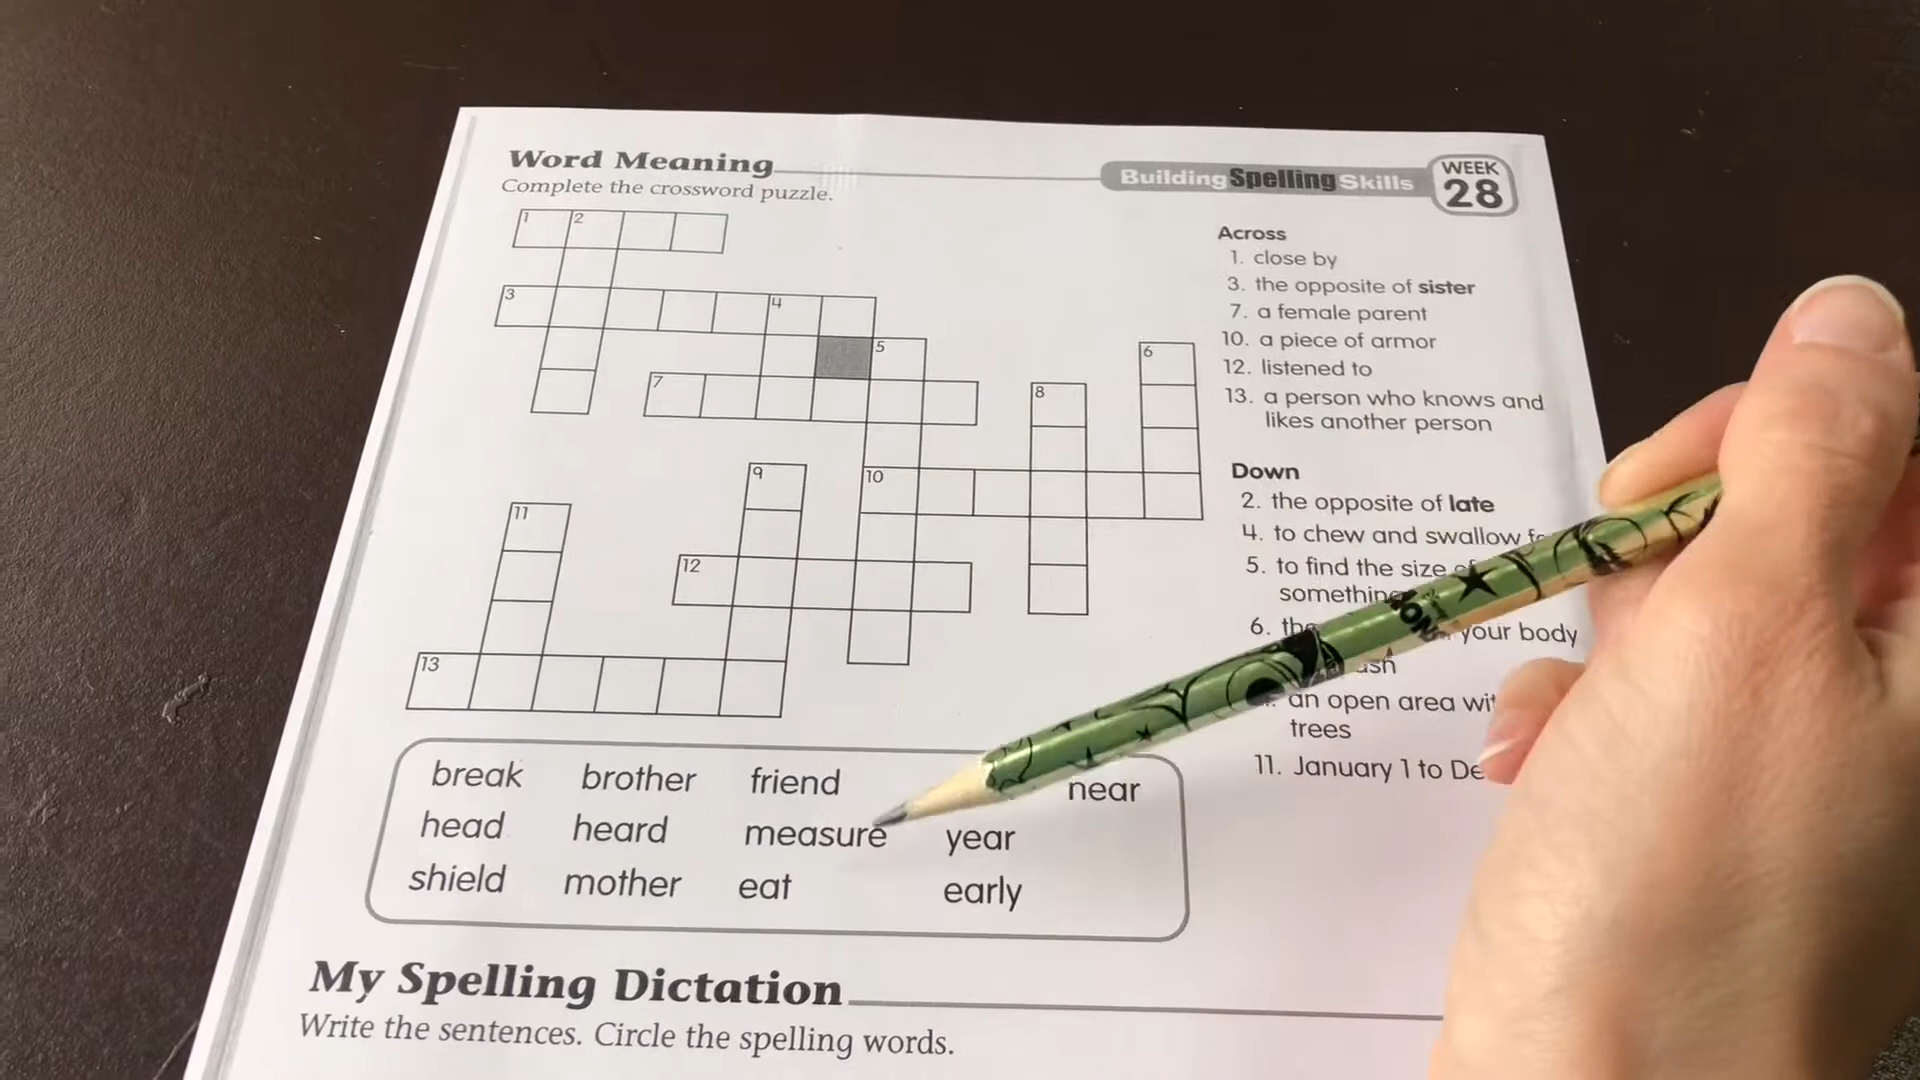 Word Meaning
Complete the crossword puzzle.
Building Spelling Skills
WEEK
28
1 2
3 4
5
6
7
8
9
10
11
12
13
Across
1. close by
3. the opposite of sister
7. a female parent
10. a piece of armor
12. listened to
13. a person who knows and
likes another person
Down
2. the opposite of late
4. to chew and swallow
5. to find the size
something
6. your body
an open area
trees
11. January 1 to
break brother friend near
head heard measure year
shield mother eat early
My Spelling Dictation
Write the sentences. Circle the spelling words.